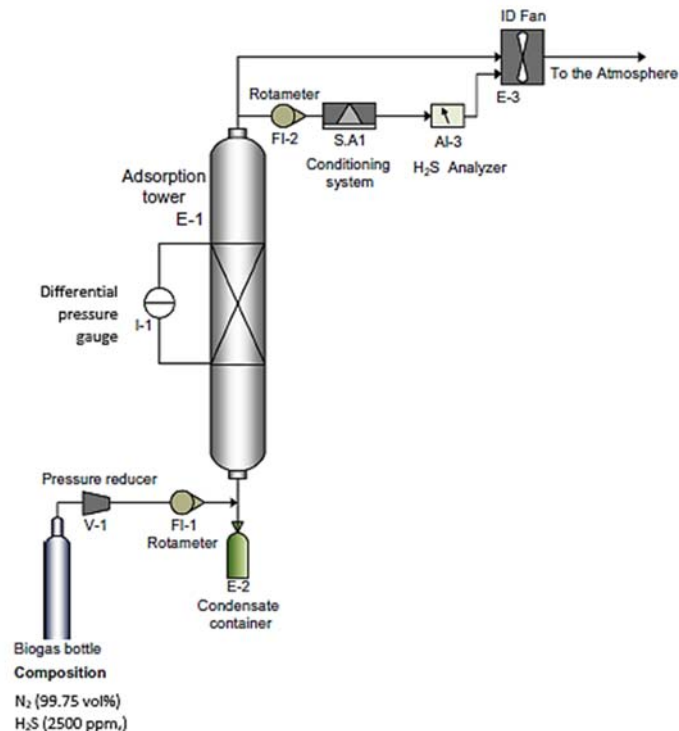 ID Fan
To the Atmosphere
E-3
Rotameter
FI-2
S.A1
AI-3
Conditioning
system
H₂S Analyzer
Adsorption
tower
E-1
Differential
pressure
gauge
I-1
Pressure reducer
V-1
FI-1
Rotameter
E-2
Condensate
container
Biogas bottle
Composition
N₂ (99.75 vol%)
H₂S (2500 ppmᵥ)